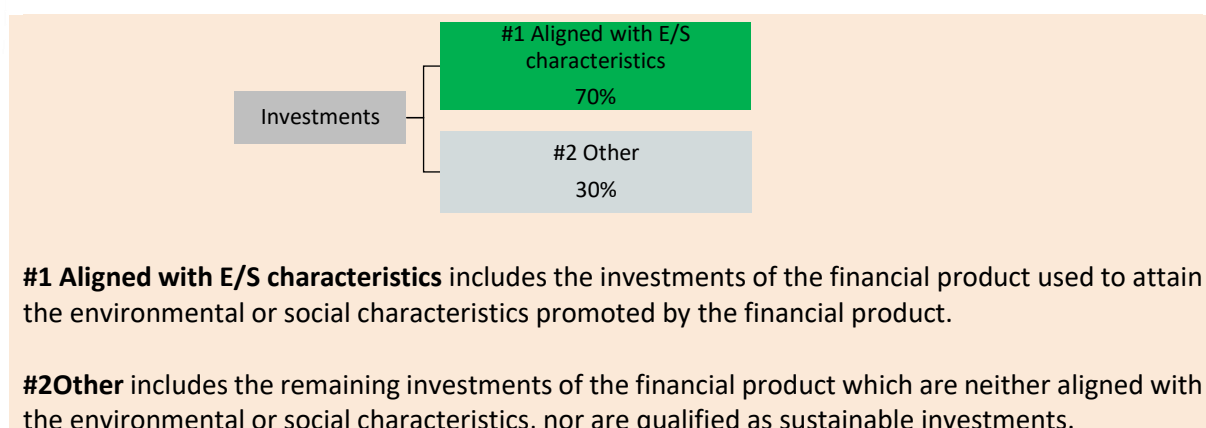 #1 Aligned with E/S
characteristics
70%
Investments
#2 Other
30%
#1 Aligned with E/S characteristics includes the investments of the financial product used to attain
the environmental or social characteristics promoted by the financial product.
#2Other includes the remaining investments of the financial product which are neither aligned with
the environmental or social characteristics, nor are qualified as sustainable investments.